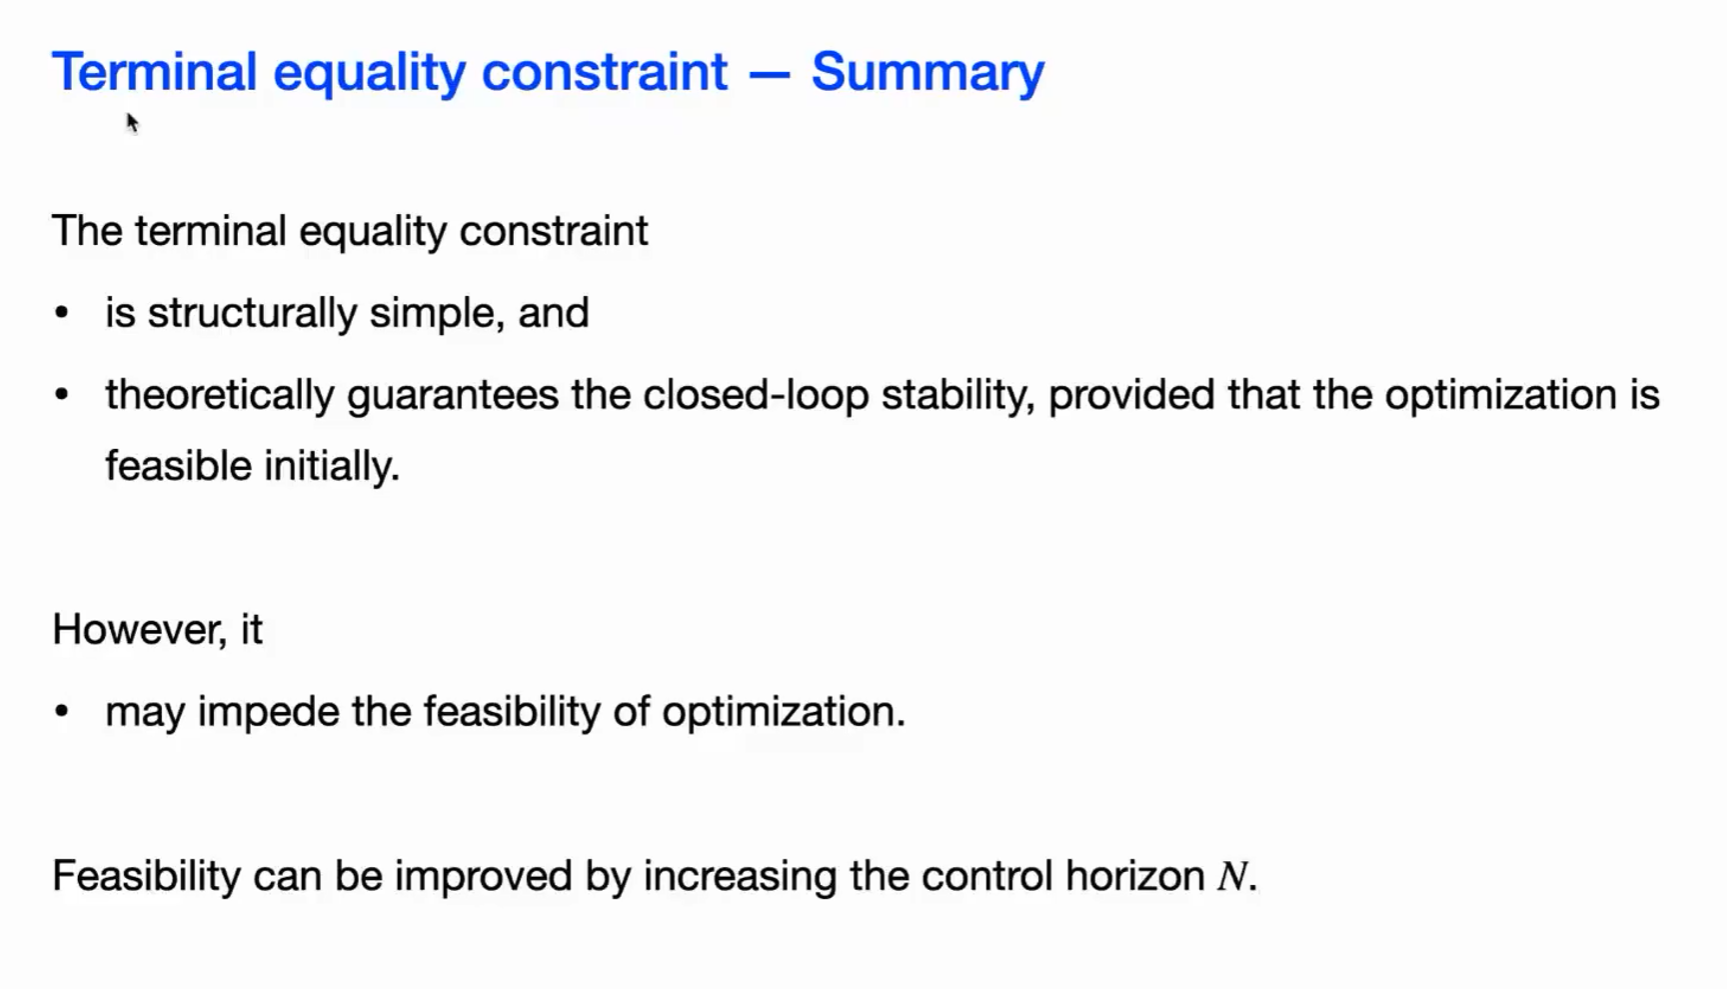 Terminal equality constraint — Summary
The terminal equality constraint
• is structurally simple, and
• theoretically guarantees the closed-loop stability, provided that the optimization is
feasible initially.
However, it
• may impede the feasibility of optimization.
Feasibility can be improved by increasing the control horizon N.